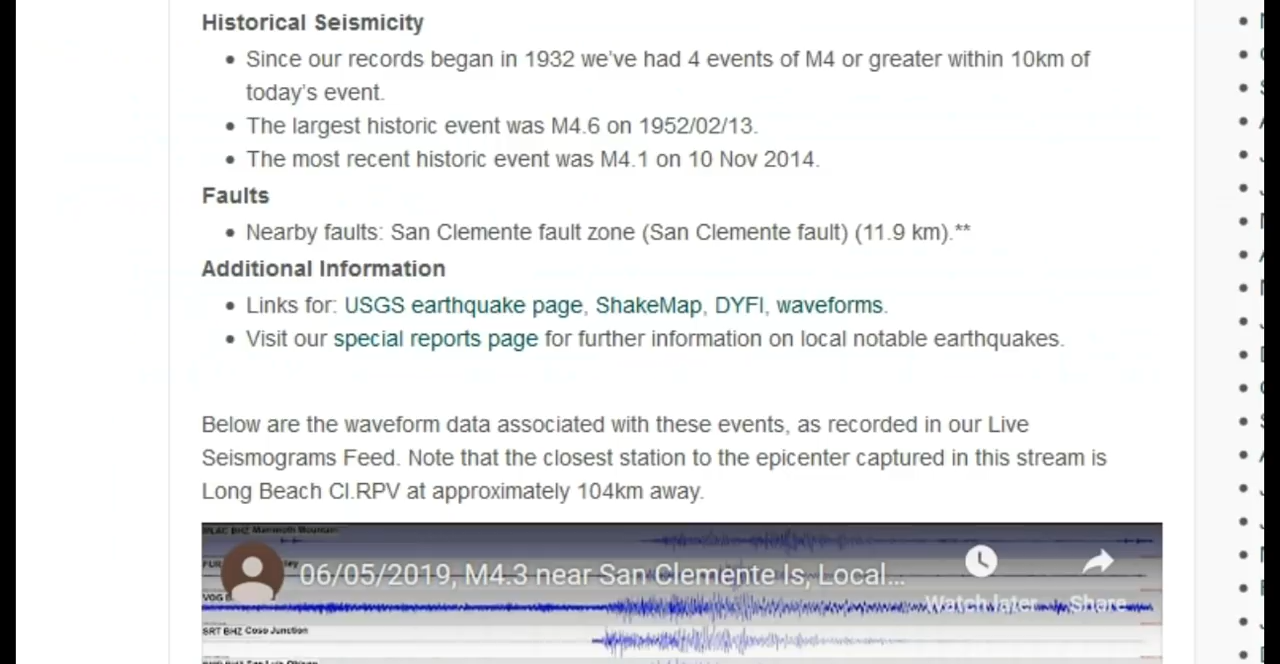 Historical Seismicity
• Since our records began in 1932 we've had 4 events of M4 or greater within 10km of
today's event.
• The largest historic event was M4.6 on 1952/02/13.
• The most recent historic event was M4.1 on 10 Nov 2014.
Faults
• Nearby faults: San Clemente fault zone (San Clemente fault) (11.9 km).**
Additional Information
• Links for: USGS earthquake page, ShakeMap, DYFI, waveforms.
• Visit our special reports page for further information on local notable earthquakes.
Below are the waveform data associated with these events, as recorded in our Live
Seismograms Feed. Note that the closest station to the epicenter captured in this stream is
Long Beach CI.RPV at approximately 104km away.
BHZ Mammoth Mountain
06/05/2019, M4.3 near San Clemente Is, Local...
Watch later Share
SRT BHZ Coso Junction